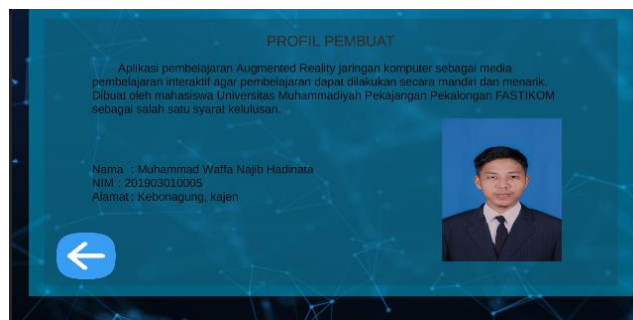 PROFIL PEMBUAT
Aplikasi pembelajaran Augmented Reality jaringan komputer sebagai media
pembelajaran interaktif agar pembelajaran dapat dilakukan secara mandiri dan menarik.
Dibuat oleh mahasiswa Universitas Muhammadiyah Pekajangan Pekalongan FASTIKOM
sebagai salah satu syarat kelulusan.
Nama : Muhammad Waffa Najib Hadinata
NIM : 201903010005
Alamat : Kebonagung, kajen